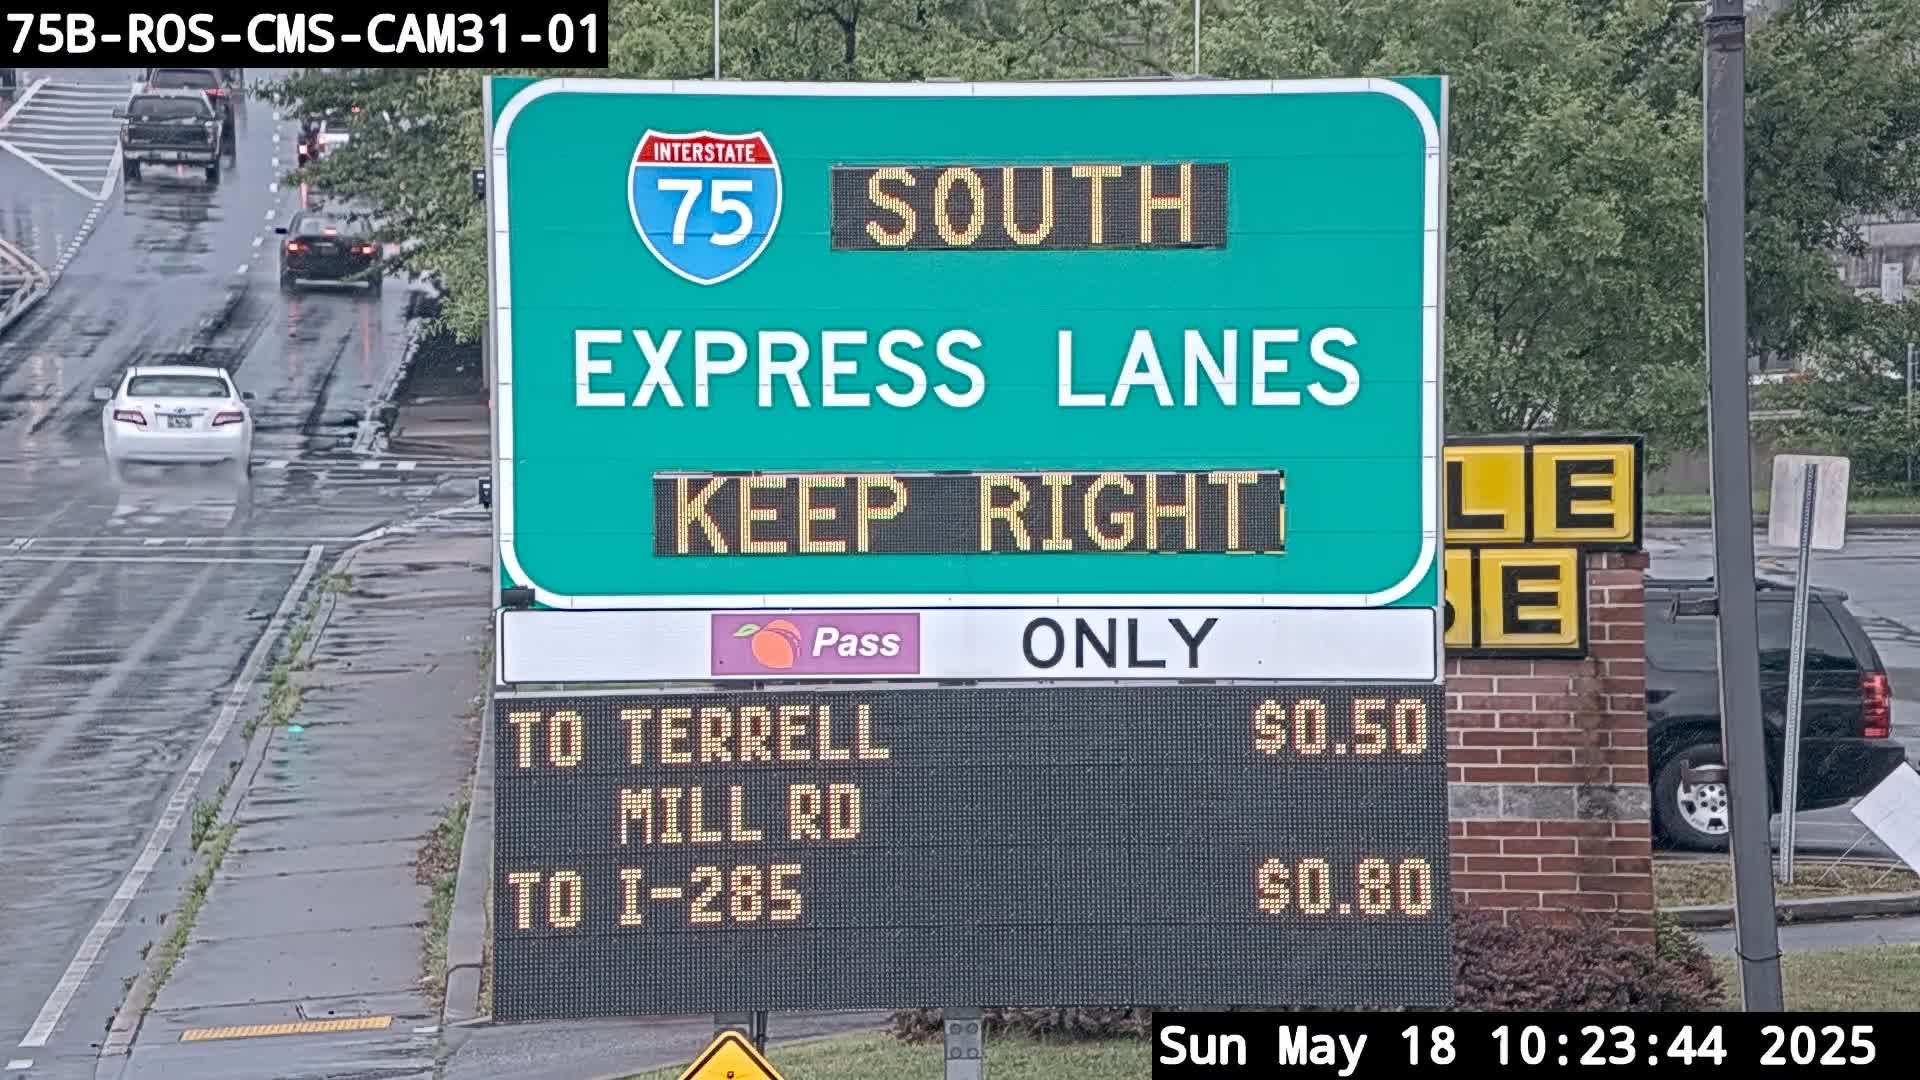 75B-ROS-CMS-CAM31-01
INTERSTATE
75
SOUTH
EXPRESS LANES
KEEP RIGHT
Pass ONLY
TO TERRELL $0.50
MILL RD
TO I-285 $0.80
LE
E
Sun May 18 10:23:44 2025